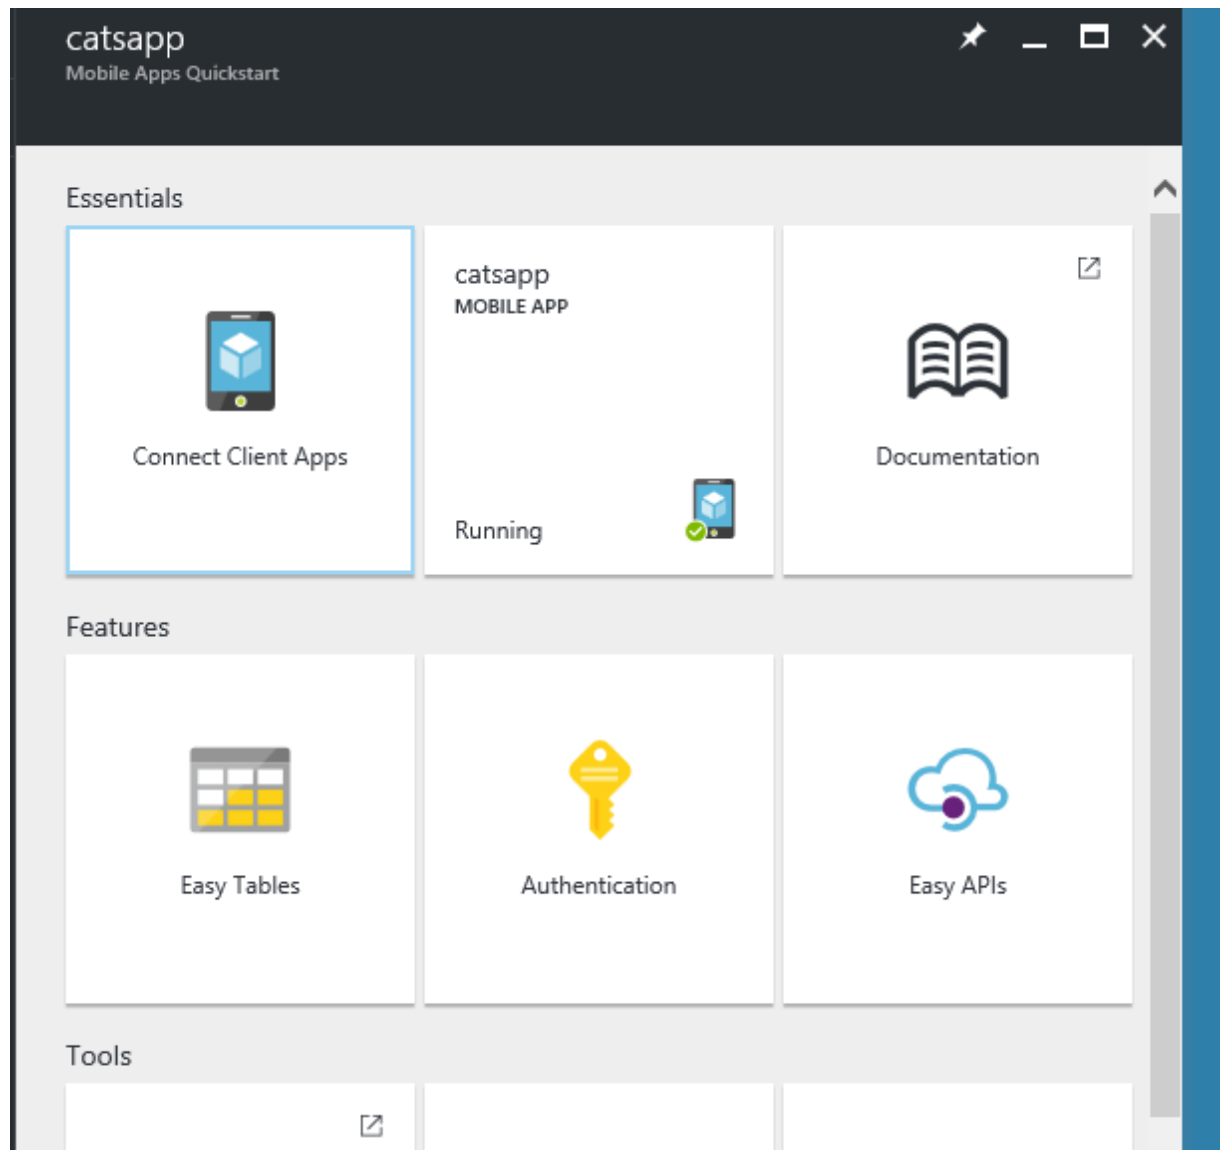 catsapp
Mobile Apps Quickstart
Essentials
Connect Client Apps
catsapp
MOBILE APP
Running
Documentation
Features
Easy Tables
Authentication
Easy APIs
Tools